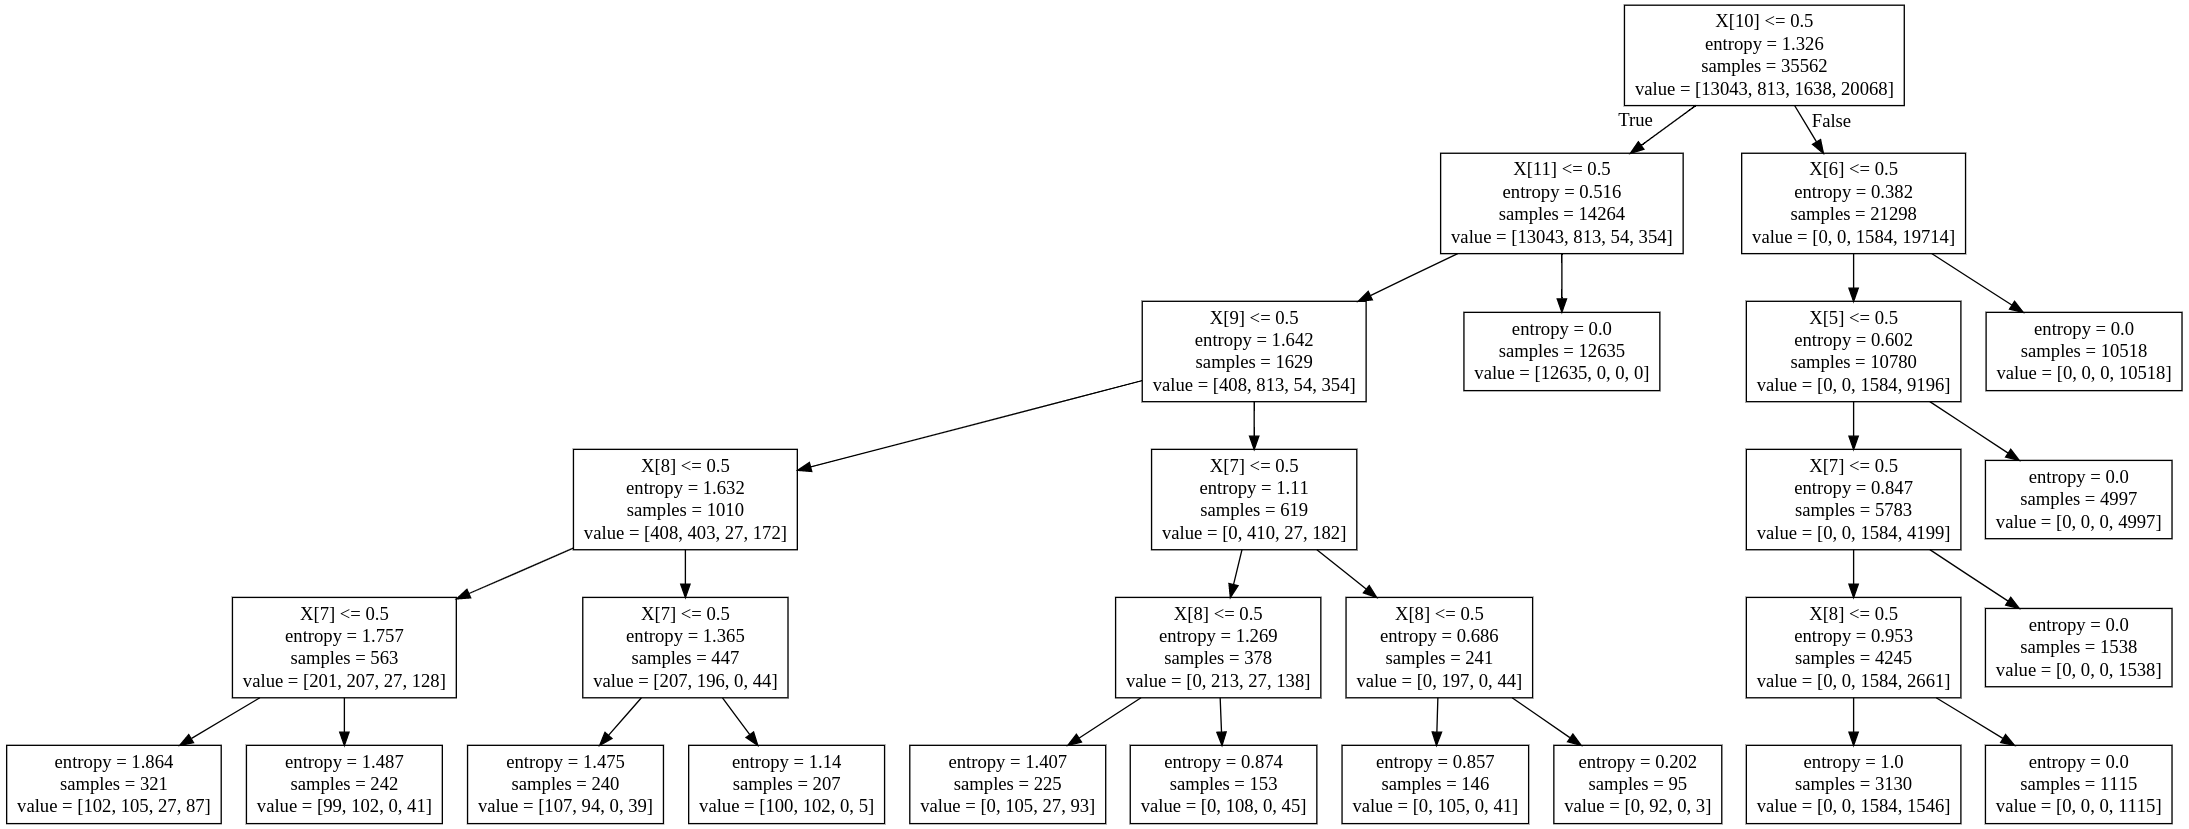 X[10] <= 0.5
entropy = 1.326
samples = 35562
value = [13043, 813, 1638, 20068]
True
False
X[11] <= 0.5
entropy = 0.516
samples = 14264
value = [13043, 813, 54, 354]
X[6] <= 0.5
entropy = 0.382
samples = 21298
value = [0, 0, 1584, 19714]
X[9] <= 0.5
entropy = 1.642
samples = 1629
value = [408, 813, 54, 354]
entropy = 0.0
samples = 12635
value = [12635, 0, 0, 0]
X[5] <= 0.5
entropy = 0.602
samples = 10780
value = [0, 0, 1584, 9196]
entropy = 0.0
samples = 10518
value = [0, 0, 0, 10518]
X[8] <= 0.5
entropy = 1.632
samples = 1010
value = [408, 403, 27, 172]
X[7] <= 0.5
entropy = 1.11
samples = 619
value = [0, 410, 27, 182]
X[7] <= 0.5
entropy = 0.847
samples = 5783
value = [0, 0, 1584, 4199]
entropy = 0.0
samples = 4997
value = [0, 0, 0, 4997]
X[7] <= 0.5
entropy = 1.757
samples = 563
value = [201, 207, 27, 128]
X[7] <= 0.5
entropy = 1.365
samples = 447
value = [207, 196, 0, 44]
X[8] <= 0.5
entropy = 1.269
samples = 378
value = [0, 213, 27, 138]
X[8] <= 0.5
entropy = 0.686
samples = 241
value = [0, 197, 0, 44]
X[8] <= 0.5
entropy = 0.953
samples = 4245
value = [0, 0, 1584, 2661]
entropy = 0.0
samples = 1538
value = [0, 0, 0, 1538]
entropy = 1.864
samples = 321
value = [102, 105, 27, 87]
entropy = 1.487
samples = 242
value = [99, 102, 0, 41]
entropy = 1.475
samples = 240
value = [107, 94, 0, 39]
entropy = 1.14
samples = 207
value = [100, 102, 0, 5]
entropy = 1.407
samples = 225
value = [0, 105, 27, 93]
entropy = 0.874
samples = 153
value = [0, 108, 0, 45]
entropy = 0.857
samples = 146
value = [0, 105, 0, 41]
entropy = 0.202
samples = 95
value = [0, 92, 0, 3]
entropy = 1.0
samples = 3130
value = [0, 0, 1584, 1546]
entropy = 0.0
samples = 1115
value = [0, 0, 0, 1115]